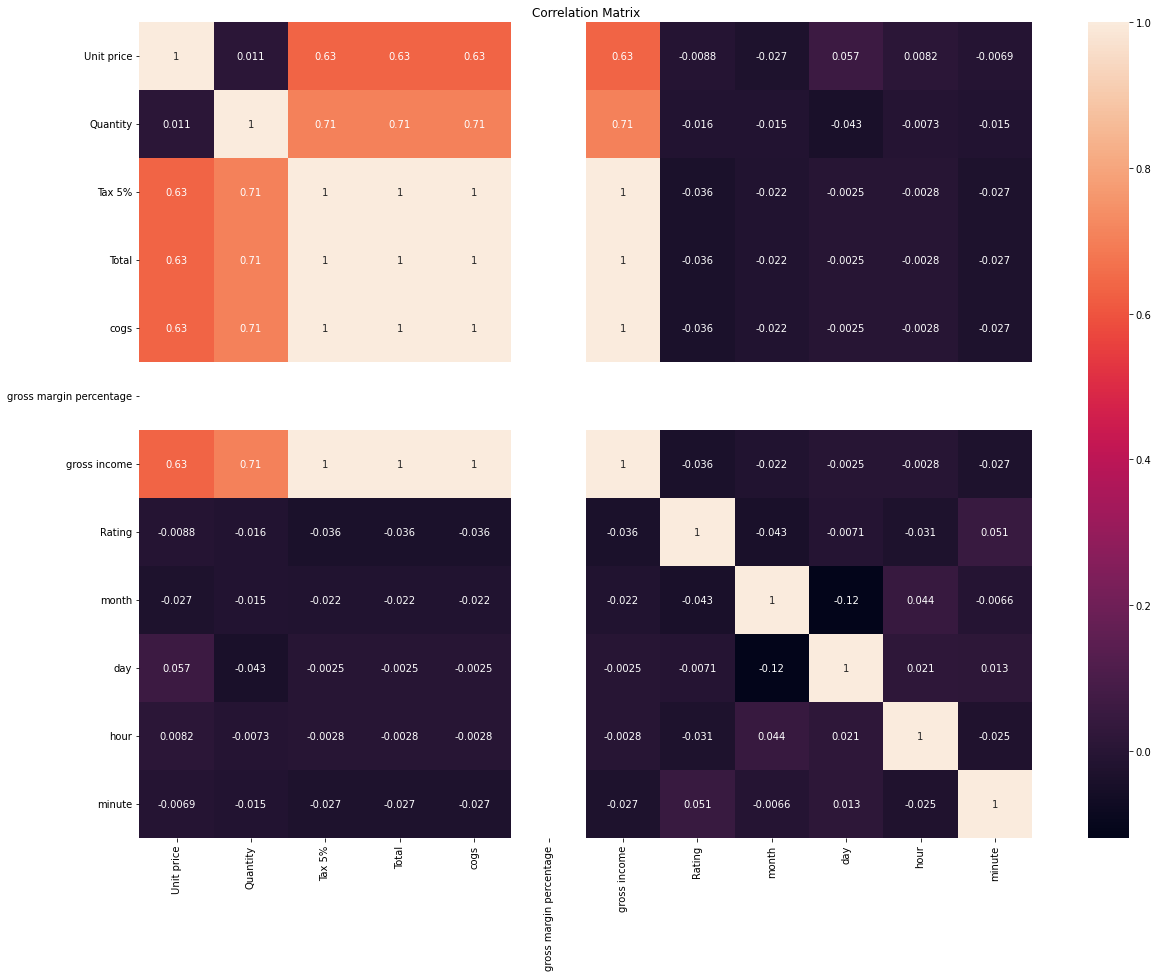 Correlation Matrix
Unit price 1 0.011 0.63 0.63 0.63 0.63 -0.0088 -0.027 0.057 0.0082 -0.0069
Quantity 0.011 1 0.71 0.71 0.71 0.71 -0.016 -0.015 -0.043 -0.0073 -0.015
Tax 5% 0.63 0.71 1 1 1 1 -0.036 -0.022 -0.0025 -0.0028 -0.027
Total 0.63 0.71 1 1 1 1 -0.036 -0.022 -0.0025 -0.0028 -0.027
cogs 0.63 0.71 1 1 1 1 -0.036 -0.022 -0.0025 -0.0028 -0.027
gross margin percentage
gross income 0.63 0.71 1 1 1 1 -0.036 -0.022 -0.0025 -0.0028 -0.027
Rating -0.0088 -0.016 -0.036 -0.036 -0.036 -0.036 1 -0.043 -0.0071 -0.031 0.051
month -0.027 -0.015 -0.022 -0.022 -0.022 -0.022 -0.043 1 -0.12 0.044 -0.0066
day 0.057 -0.043 -0.0025 -0.0025 -0.0025 -0.0025 -0.0071 -0.12 1 0.021 0.013
hour 0.0082 -0.0073 -0.0028 -0.0028 -0.0028 -0.0028 -0.031 0.044 0.021 1 -0.025
minute -0.0069 -0.015 -0.027 -0.027 -0.027 -0.027 0.051 -0.0066 0.013 -0.025 1
Unit price
Quantity
Tax 5%
Total
cogs
gross margin percentage
gross income
Rating
month
day
hour
minute
1.0
0.8
0.6
0.4
0.2
0.0